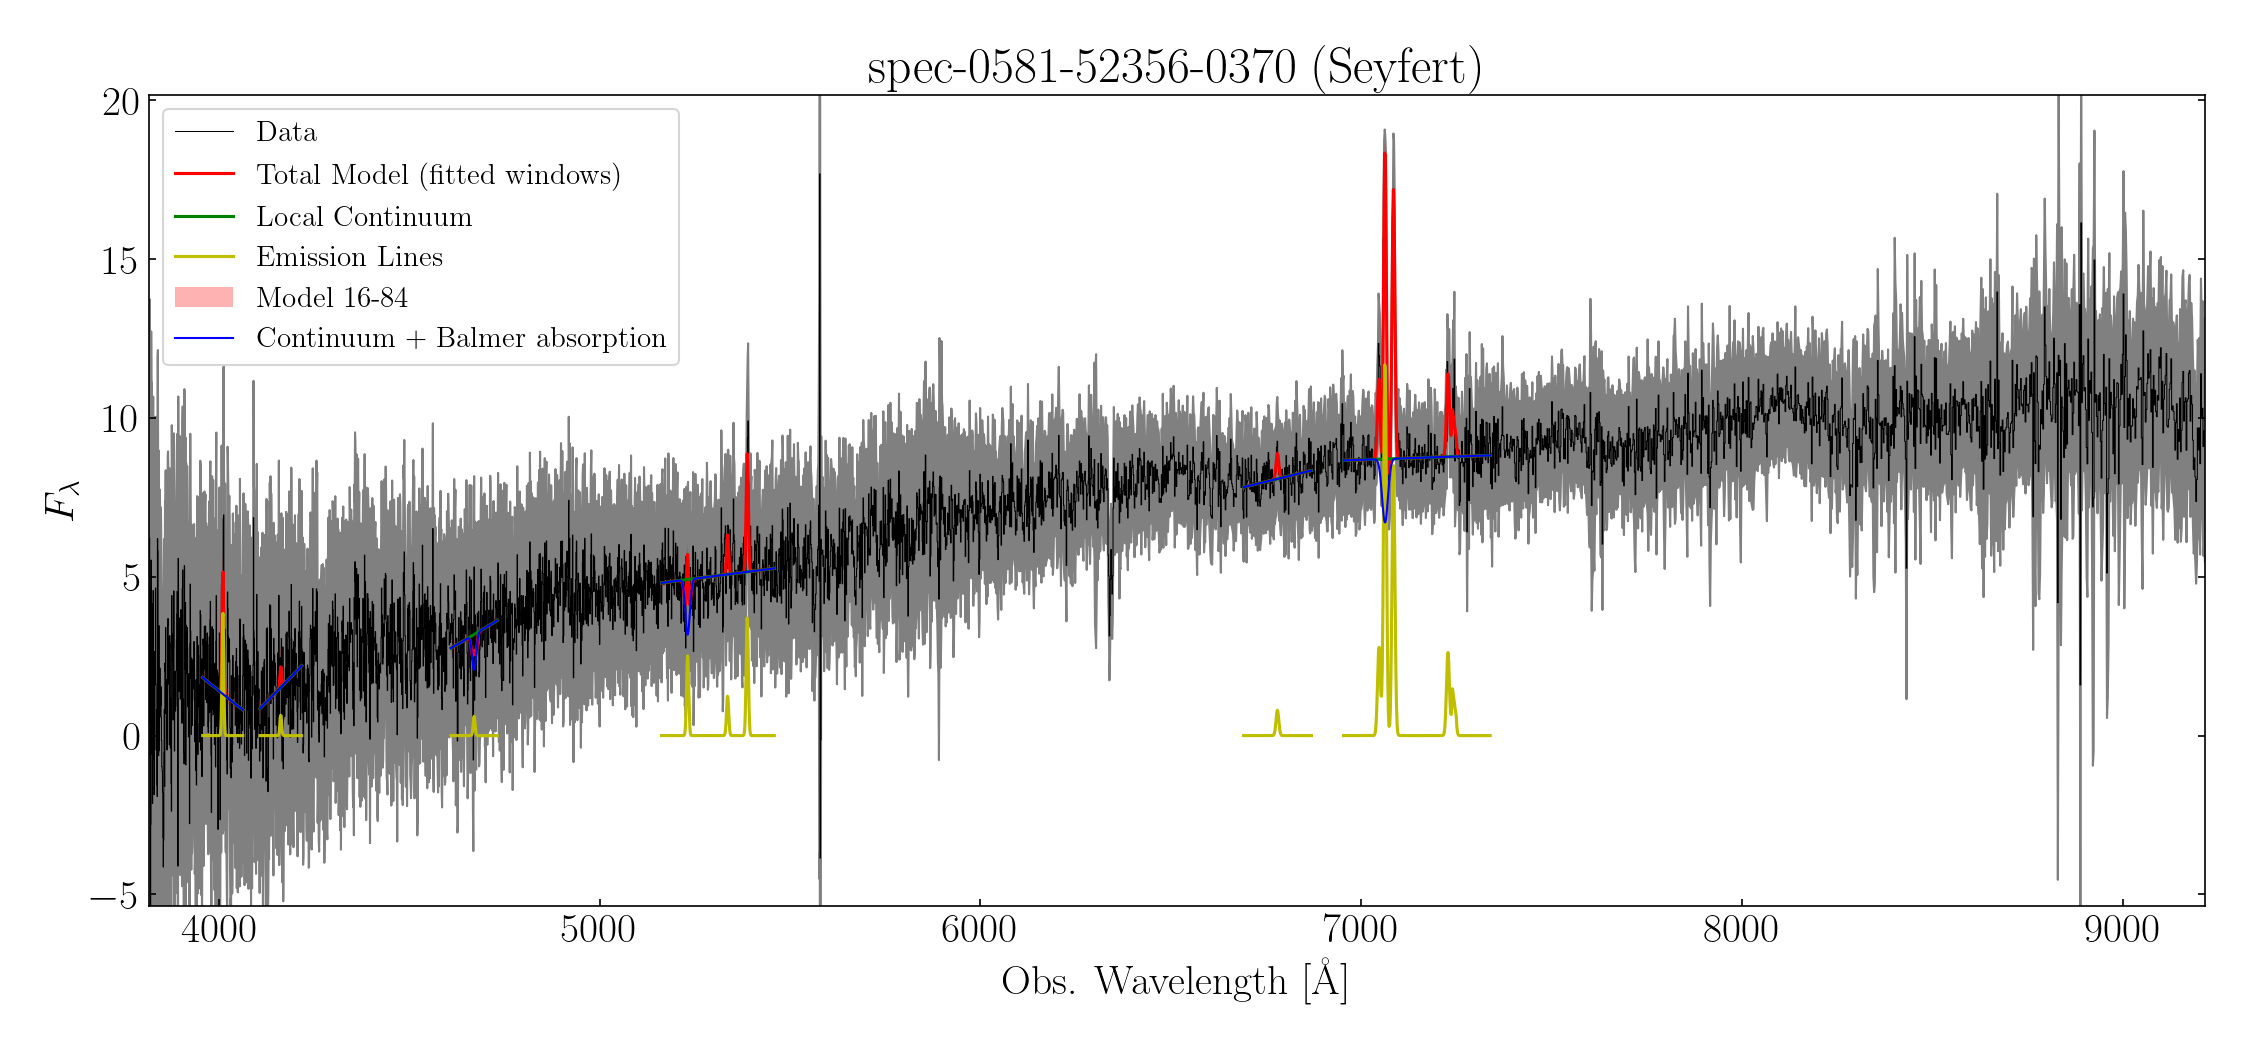 spec-0581-52356-0370 (Seyfert)
Data
Total Model (fitted windows)
Local Continuum
Emission Lines
Model 16-84
Continuum + Balmer absorption
20
15
10
5
0
−5
Fλ
4000 5000 6000 7000 8000 9000
Obs. Wavelength [Å]